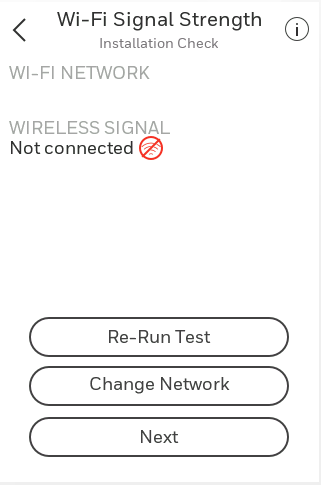 Wi-Fi Signal Strength
Installation Check
WI-FI NETWORK
WIRELESS SIGNAL
Not connected
Re-Run Test
Change Network
Next